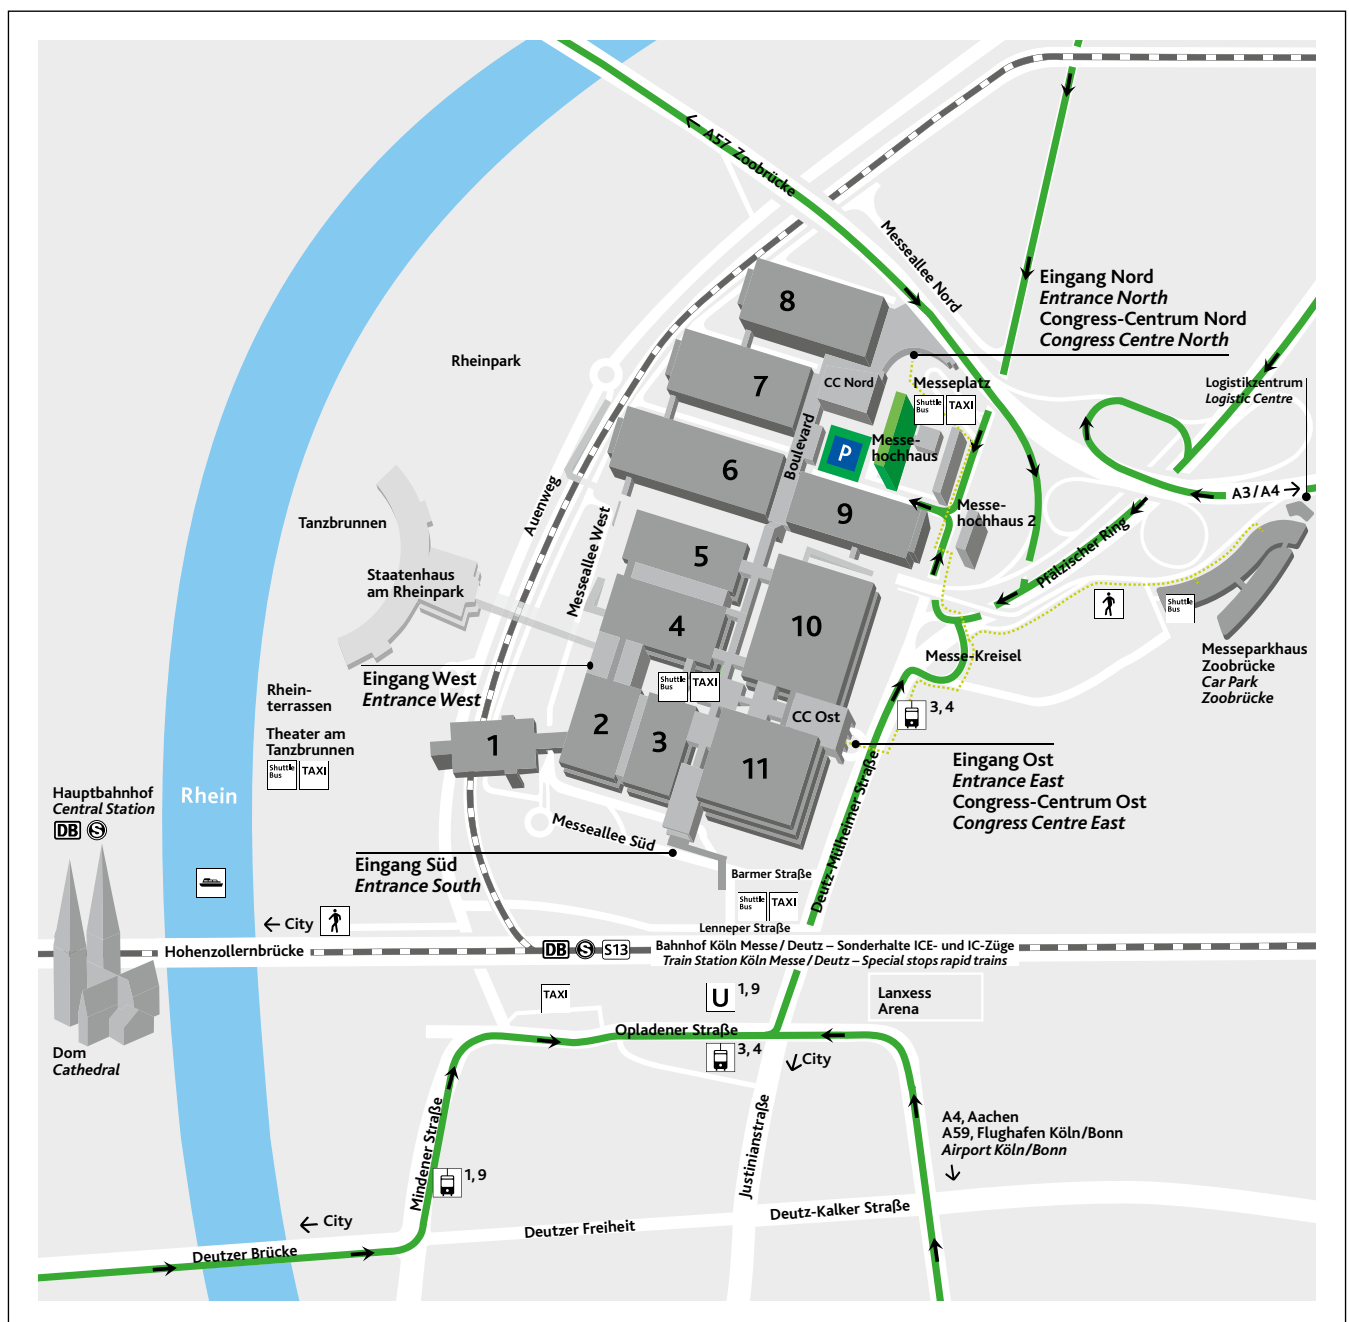 A57 Zoobrücke
Messeallee Nord
Eingang Nord
Entrance North
Congress-Centrum Nord
Congress Centre North
8
Rheinpark
7
CC Nord
Messeplatz
Shuttle
Bus
TAXI
Logistikzentrum
Logistic Centre
Boulevard
P
Messe-
hochhaus
6
Auenweg
A3/A4
9
Messe-
hochhaus 2
Tanzbrunnen
Messeallee West
5
Pfälzischer Ring
Staatenhaus
am Rheinpark
Shuttle
Bus
4
10
Messe-Kreisel
Messeparkhaus
Zoobrücke
Car Park
Zoobrücke
Eingang West
Entrance West
Shuttle
Bus
TAXI
Rhein-
terrassen
3, 4
CC Ost
Theater am
Tanzbrunnen
Shuttle
Bus
TAXI
1
2
3
11
Eingang Ost
Entrance East
Congress-Centrum Ost
Congress Centre East
Hauptbahnhof
Central Station
DB
S
Rhein
Deutz-Mülheimer Straße
Messeallee Süd
Eingang Süd
Entrance South
Barmer Straße
Shuttle
Bus
TAXI
City
Lenneper Straße
Hohenzollernbrücke
DB
S
S13
Bahnhof Köln Messe/Deutz – Sonderhalte ICE- und IC-Züge
Train Station Köln Messe/Deutz – Special stops rapid trains
TAXI
U
1, 9
Lanxess
Arena
Opladener Straße
3, 4
City
Dom
Cathedral
Mindener Straße
Justinianstraße
A4, Aachen
A59, Flughafen Köln/Bonn
Airport Köln/Bonn
1, 9
City
Deutzer Brücke
Deutzer Freiheit
Deutz-Kalker Straße